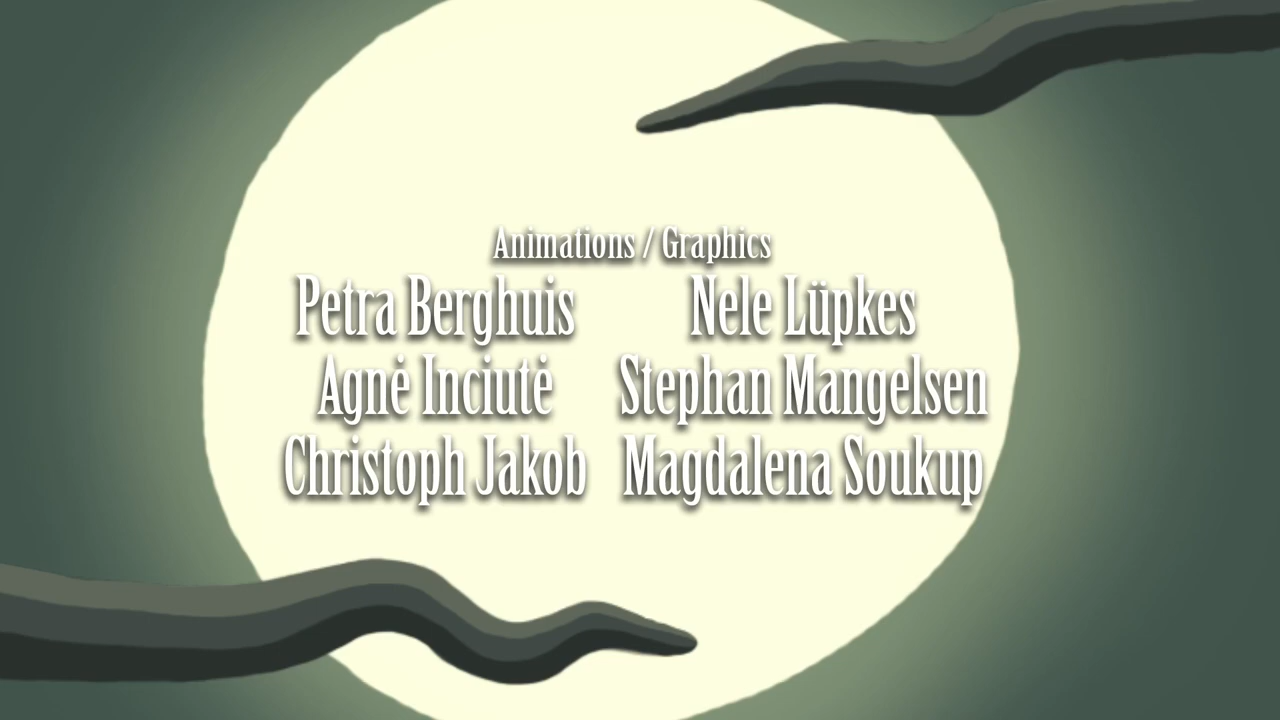 Animations / Graphics
Petra Berghuis
Nele Lüpkes
Agnė Inciutė
Stephan Mangelsen
Christoph Jakob
Magdalena Soukup